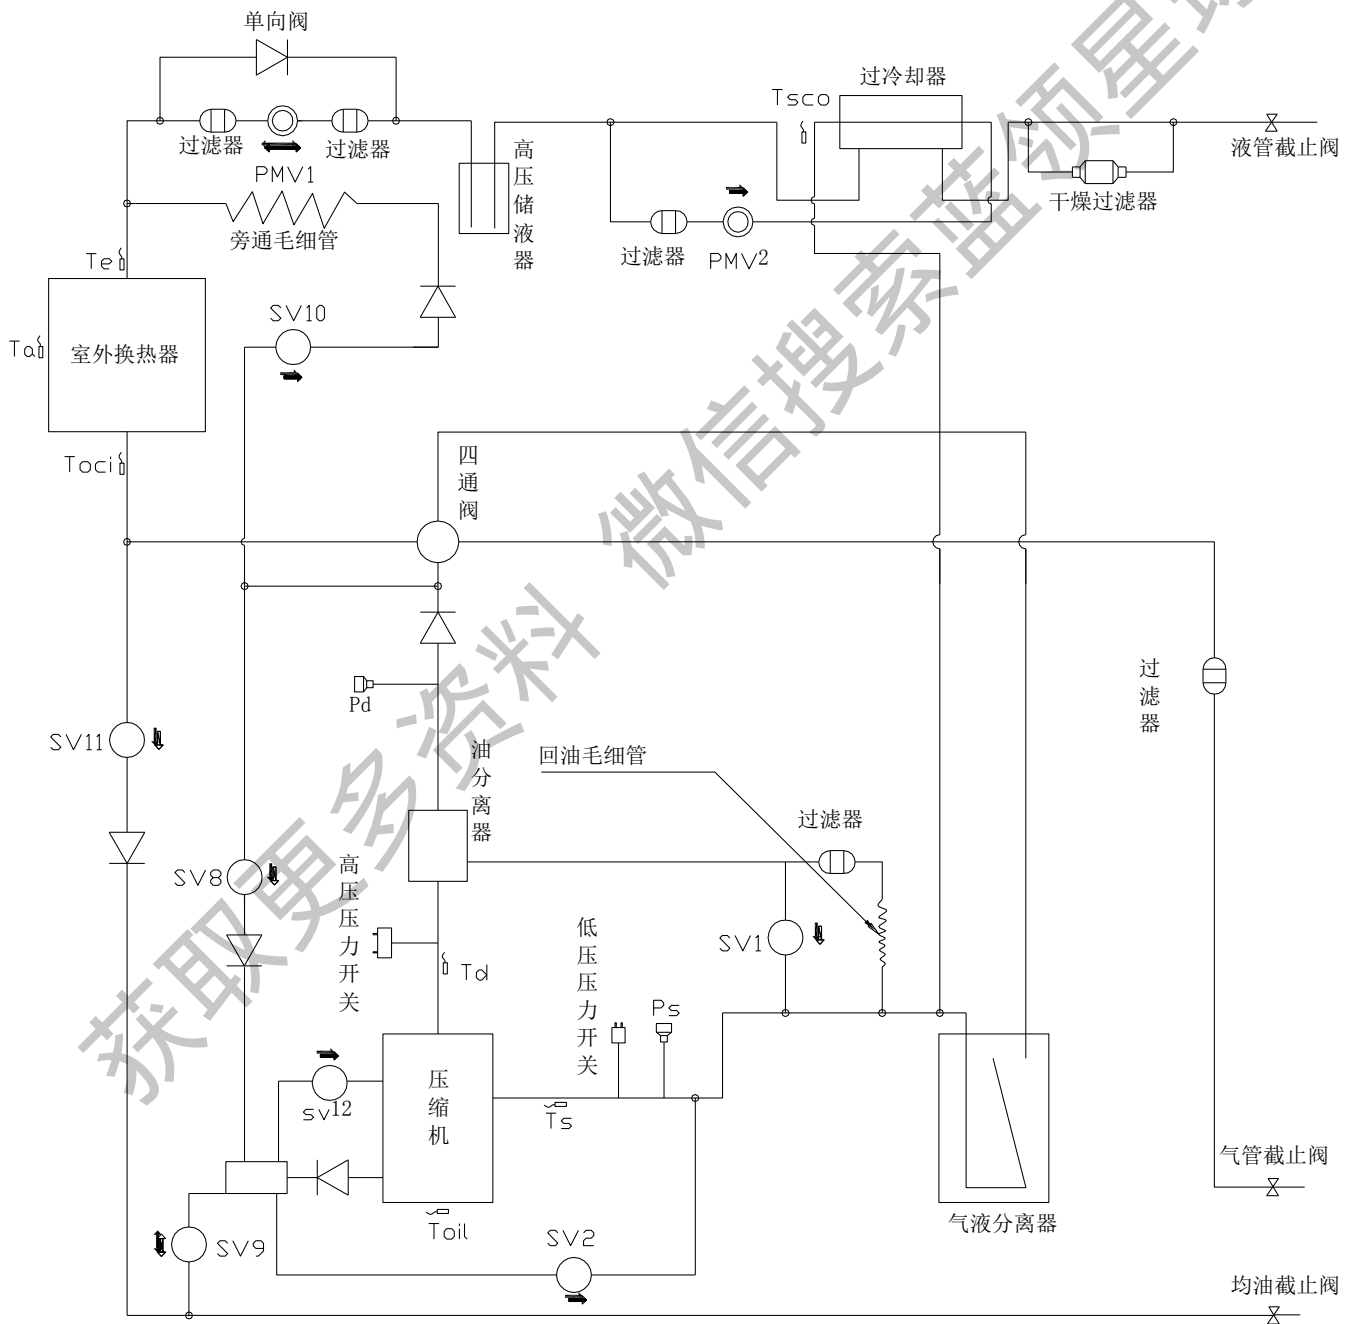 单向阀
过冷却器
Tsco
过滤器
过滤器
PMV1
高压储液器
液管截止阀
干燥过滤器
旁通毛细管
过滤器
PMV2
Te
SV10
Ta
室外换热器
Toci
四通阀
过滤器
Pd
SV11
油分离器
回油毛细管
过滤器
SV8
高压压力开关
低压压力开关
SV1
Td
Ps
压缩机
sv12
Ts
气管截止阀
Toil
气液分离器
SV9
SV2
均油截止阀
获取更多资料 微信搜索蓝领星球